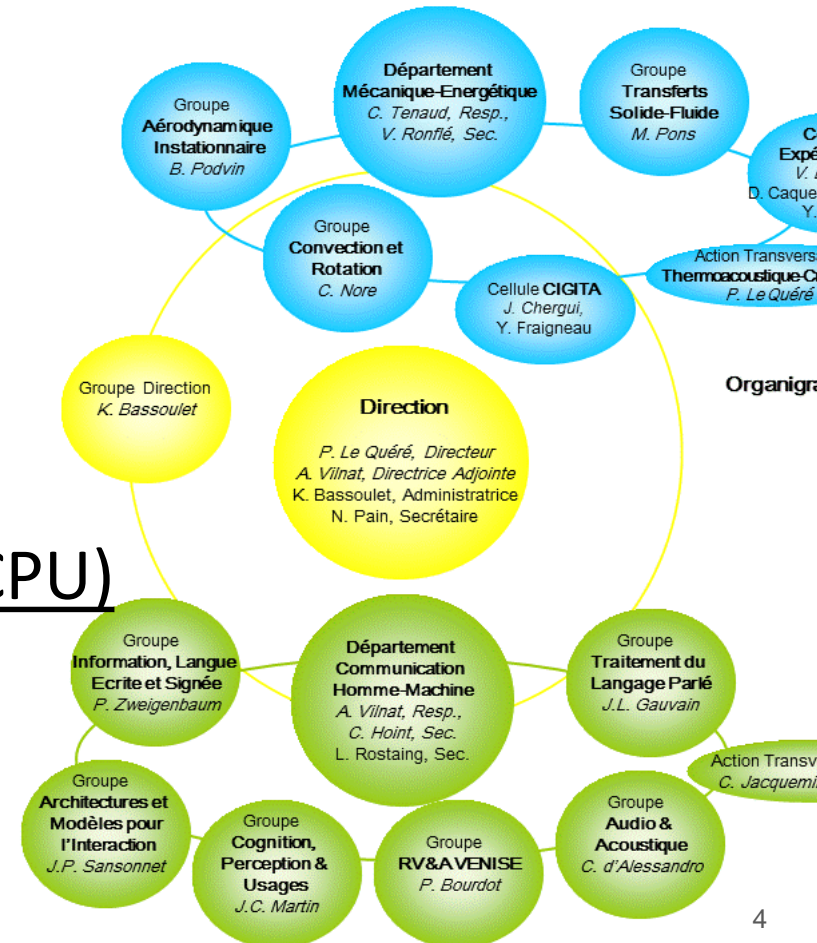 Département
Mécanique-Energétique
C. Tenaud, Resp.,
V. Ronflé, Sec.
Groupe
Transferts
Solide-Fluide
M. Pons
Groupe
Aérodynamique
Instationnaire
B. Podvin
V.
D. Caque
Y.
Groupe
Convection et
Rotation
C. Nore
Cellule CIGITA
J. Chergui,
Y. Fraigneau
Action Transvers
Thermoacoustique-C
P. Le Quéré
Groupe Direction
K. Bassoulet
Organigra
Direction
P. Le Quéré, Directeur
A. Vilnat, Directrice Adjointe
K. Bassoulet, Administratrice
N. Pain, Secrétaire
CPU)
Groupe
Information, Langue
Ecrite et Signée
P. Zweigenbaum
Département
Communication
Homme-Machine
A. Vilnat, Resp.,
C. Hoint, Sec.
L. Rostaing, Sec.
Groupe
Traitement du
Langage Parlé
J.L. Gauvain
Action Transv
C. Jacquemi
Groupe
Architectures et
Modèles pour
l'Interaction
J.P. Sansonnet
Groupe
Cognition,
Perception &
Usages
J.C. Martin
Groupe
RV&AVENISE
P. Bourdot
Groupe
Audio &
Acoustique
C. d'Alessandro
4